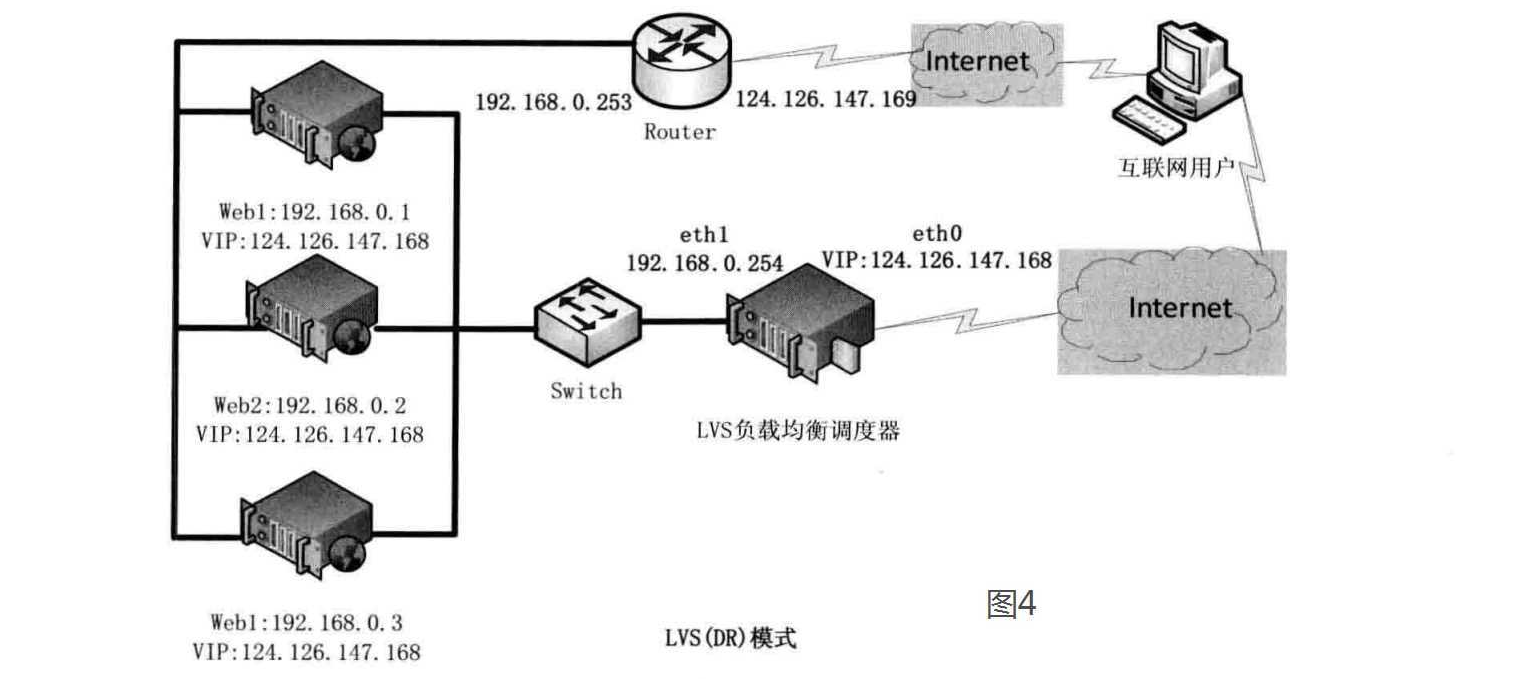 Internet
192.168.0.253
124.126.147.169
Router
互联网用户
Web1:192.168.0.1
VIP:124.126.147.168
eth1
192.168.0.254
eth0
VIP:124.126.147.168
Internet
Switch
LVS负载均衡调度器
Web2:192.168.0.2
VIP:124.126.147.168
Web1:192.168.0.3
VIP:124.126.147.168
LVS(DR)模式
图4